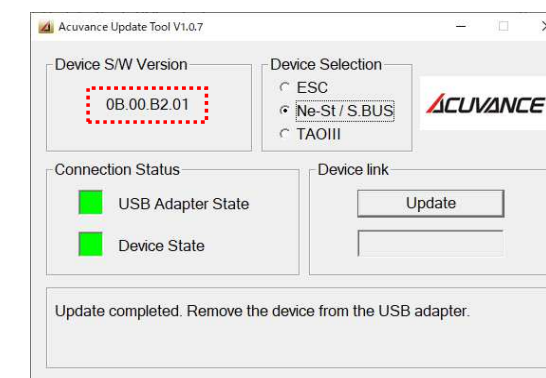 Acuvance Update Tool V1.0.7
Device S/W Version
0B.00.B2.01
Device Selection
ESC
Ne-St / S.BUS
TAOIII
ACUVANCE
Connection Status
USB Adapter State
Device State
Device link
Update
Update completed. Remove the device from the USB adapter.